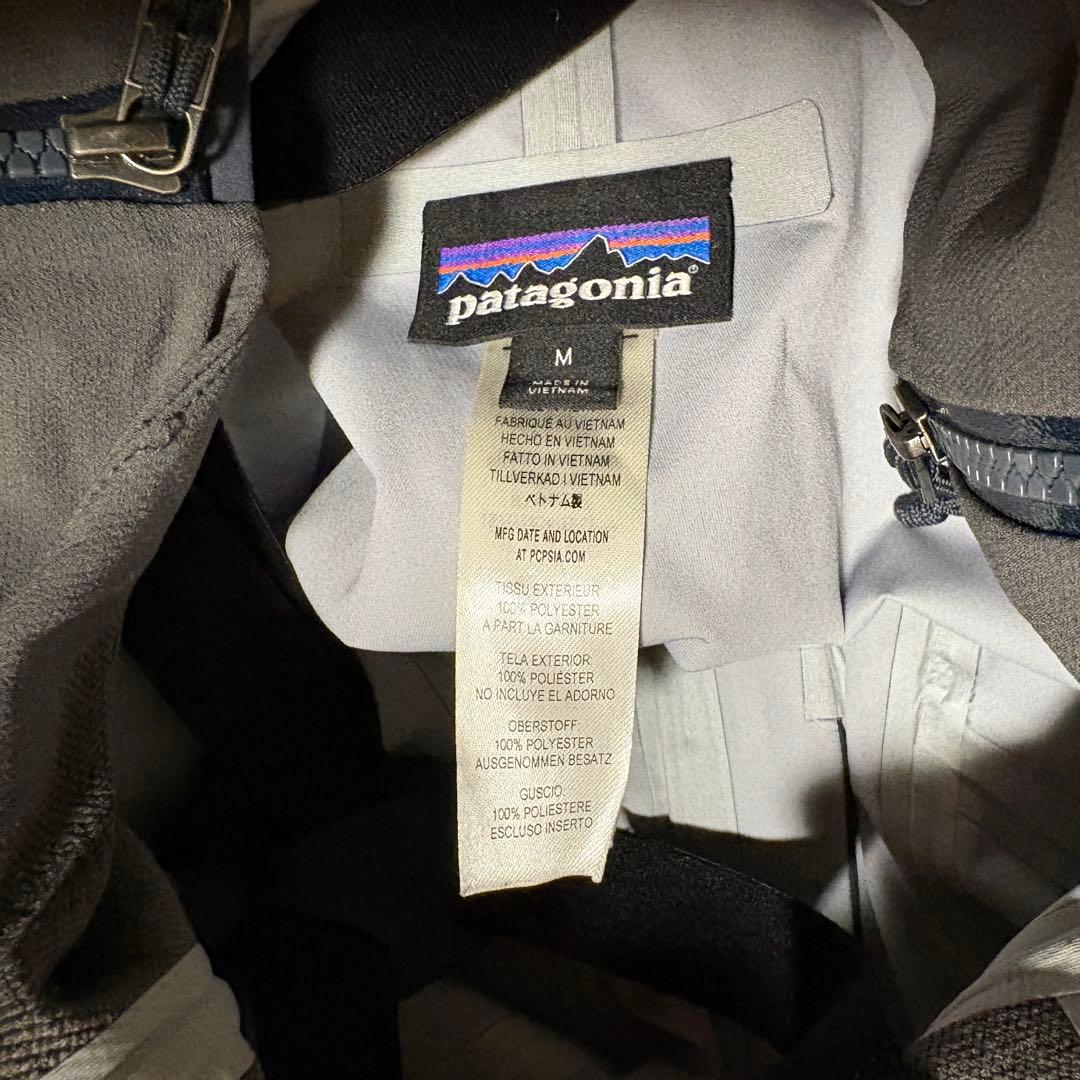 patagonia®
M
MADE IN
VIETNAM
FABRIQUÉ AU VIETNAM
HECHO EN VIETNAM
FATTO IN VIETNAM
TILLVERKAD I VIETNAM
ベトナム製
MFG DATE AND LOCATION
AT PCPSIA.COM
TISSU EXTERIEUR
100% POLYESTER
A PART LA GARNITURE
TELA EXTERIOR:
100% POLIÉSTER
NO INCLUYE EL ADORNO
OBERSTOFF:
100% POLYESTER
AUSGENOMMEN BESATZ
GUSCIO:
100% POLIESTERE
ESCLUSO INSERTO